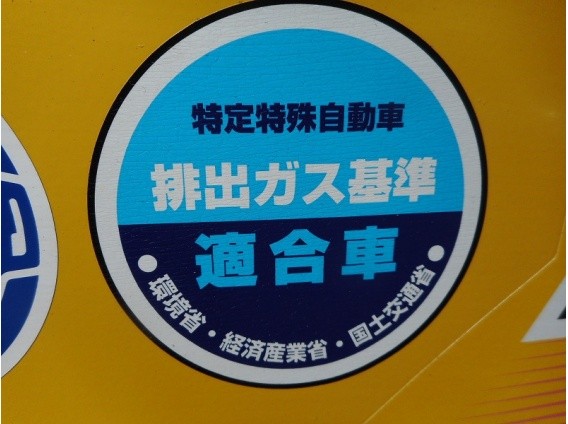 特定特殊自動車
排出ガス基準
適合車
●環境省・経済産業省・国土交通省●